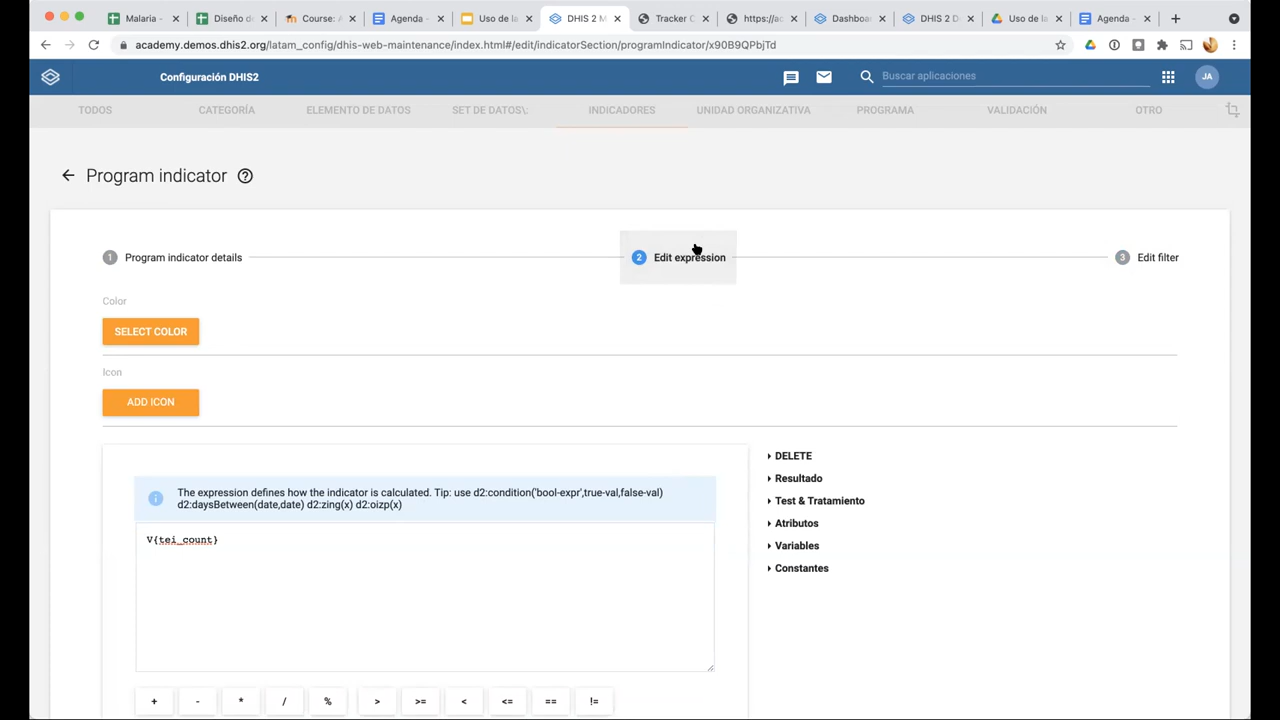 Malaria -
Diseño de
Course: A
Agenda -
Uso de la
DHIS 2 M
Tracker C
https://ac
Dashboa
DHIS 2 D
Uso de la
Agenda -
academy.demos.dhis2.org/latam_config/dhis-web-maintenance/index.html#/edit/indicatorSection/programIndicator/x90B9QPbjTd
Configuración DHIS2
Buscar aplicaciones
JA
TODOS
CATEGORÍA
ELEMENTO DE DATOS
SET DE DATOS\:
INDICADORES
UNIDAD ORGANIZATIVA
PROGRAMA
VALIDACIÓN
OTRO
Program indicator
1 Program indicator details
2 Edit expression
3 Edit filter
Color
SELECT COLOR
Icon
ADD ICON
The expression defines how the indicator is calculated. Tip: use d2:condition('bool-expr',true-val,false-val)
d2:daysBetween(date,date) d2:zing(x) d2:oizp(x)
V{tei_count}
DELETE
Resultado
Test & Tratamiento
Atributos
Variables
Constantes
+ - * / % > >= < <= == !=